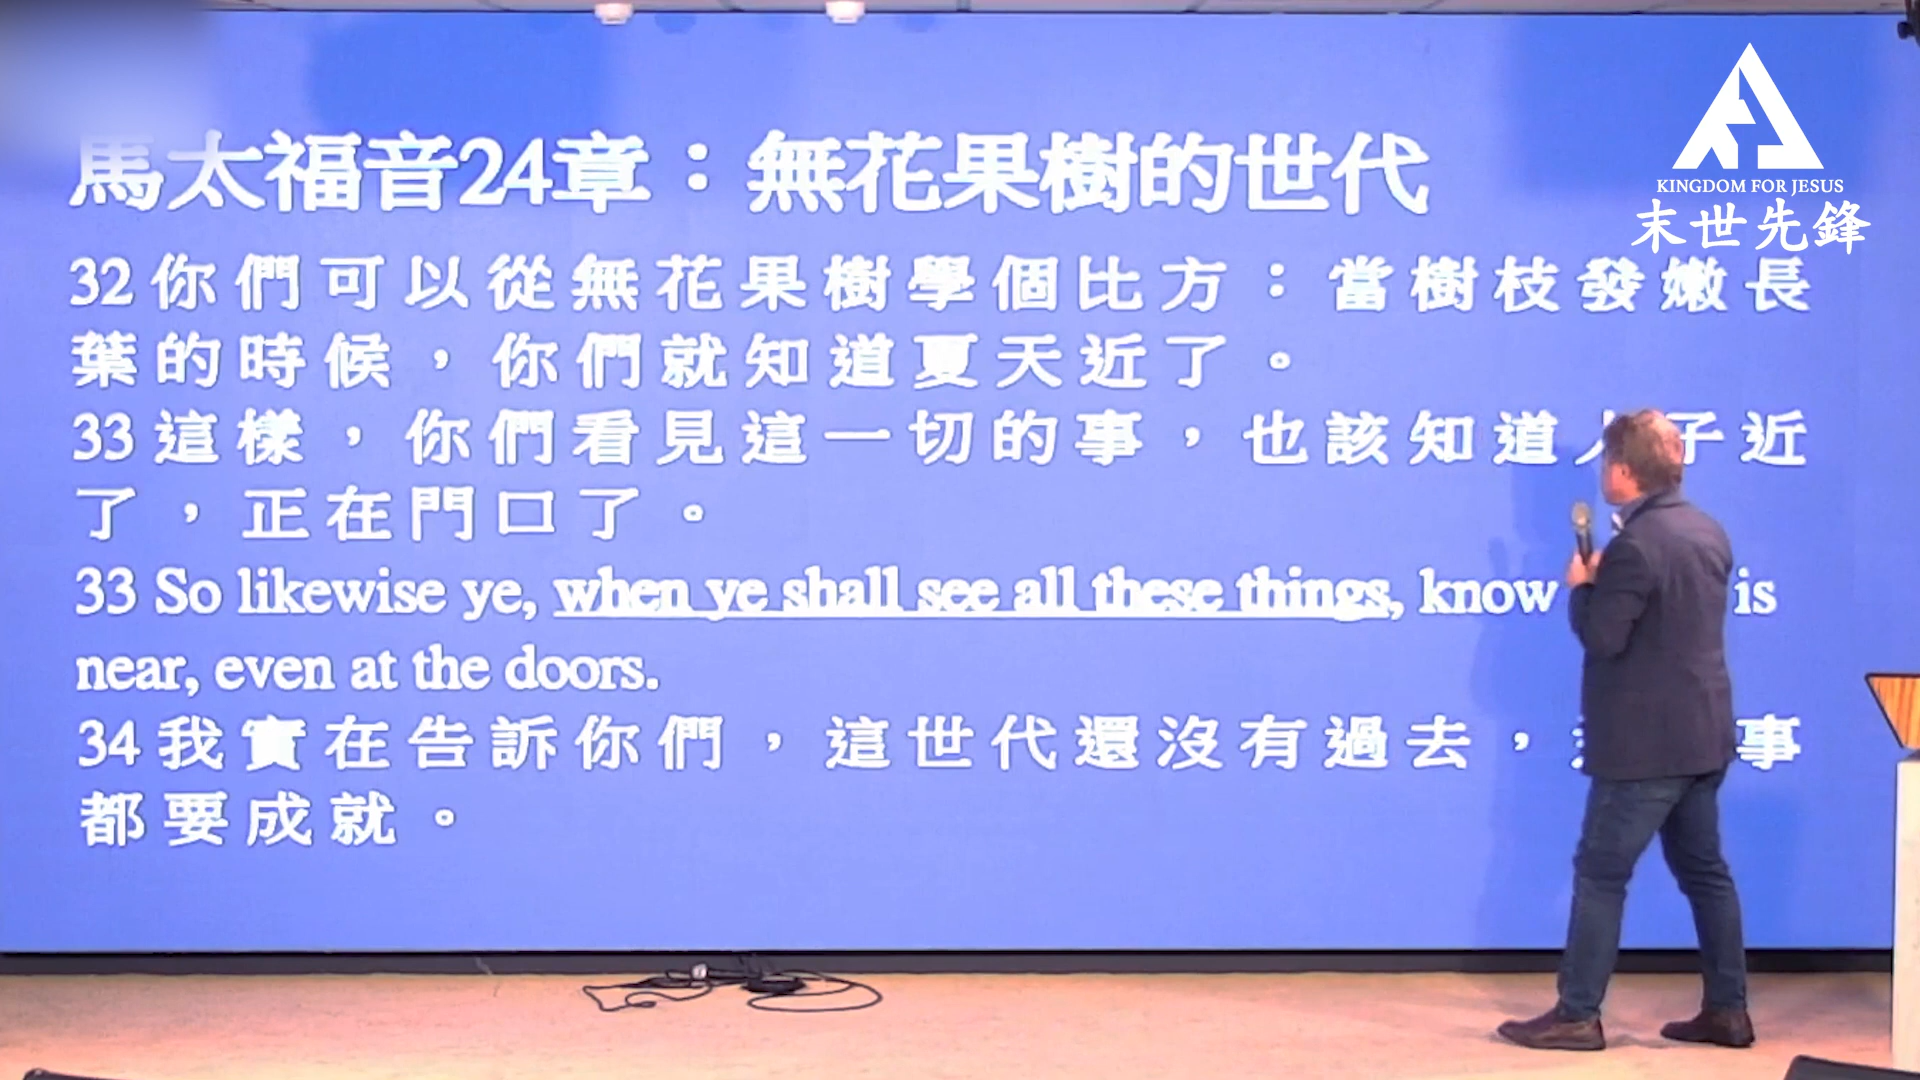 馬太福音24章：無花果樹的世代
KINGDOM FOR JESUS
末世先鋒
32 你們可以從無花果樹學個比方：當樹枝發嫩長
葉的時候，你們就知道夏天近了。
33 這樣，你們看見這一切的事，也該知道人子近
了，正在門口了。
33 So likewise ye, when ye shall see all these things, know is
near, even at the doors.
34 我實在告訴你們，這世代還沒有過去，事
都要成就。